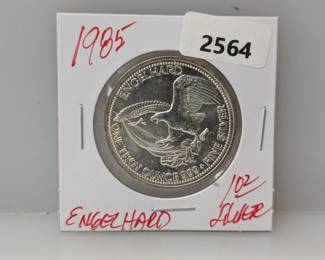 1985
2564
ENGELHARD
ONE TROY OUNCE 999 + FINE SILVER
1oz
ENGELHARD SILVER